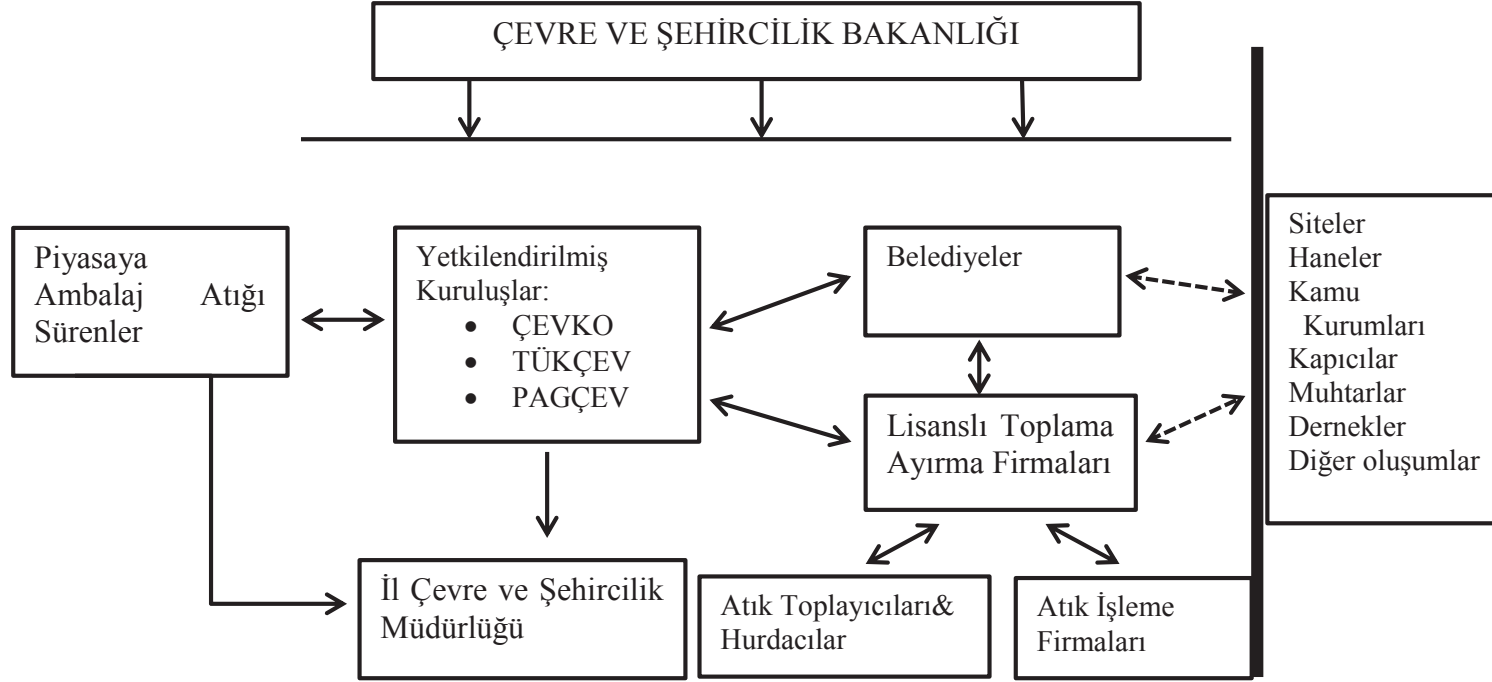 ÇEVRE VE ŞEHİRCİLİK BAKANLIĞI
Piyasaya
Ambalaj Atığı
Sürenler
Yetkilendirilmiş
Kuruluşlar:
• ÇEVKO
• TÜKÇEV
• PAGÇEV
Belediyeler
Lisanslı Toplama
Ayırma Firmaları
Siteler
Haneler
Kamu
Kurumları
Kapıcılar
Muhtarlar
Dernekler
Diğer oluşumlar
İl Çevre ve Şehircilik
Müdürlüğü
Atık Toplayıcıları&
Hurdacılar
Atık İşleme
Firmaları